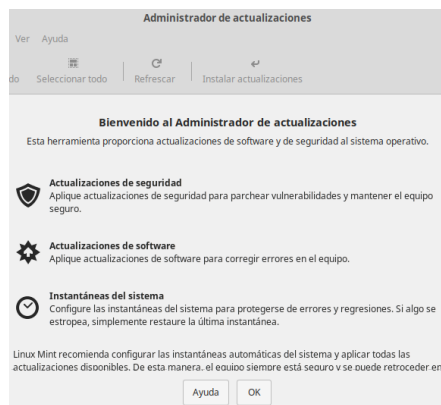 Administrador de actualizaciones
Ver Ayuda
do Seleccionar todo Refrescar Instalar actualizaciones
Bienvenido al Administrador de actualizaciones
Esta herramienta proporciona actualizaciones de software y de seguridad al sistema operativo.
Actualizaciones de seguridad
Aplique actualizaciones de seguridad para parchear vulnerabilidades y mantener el equipo
seguro.
Actualizaciones de software
Aplique actualizaciones de software para corregir errores en el equipo.
Instantáneas del sistema
Configure las instantáneas del sistema para protegerse de errores y regresiones. Si algo se
estropea, simplemente restaure la última instantánea.
Linux Mint recomienda configurar las instantáneas automáticas del sistema y aplicar todas las
actualizaciones disponibles. De esta manera, el equipo siempre está seguro y se puede retroceder en
Ayuda OK